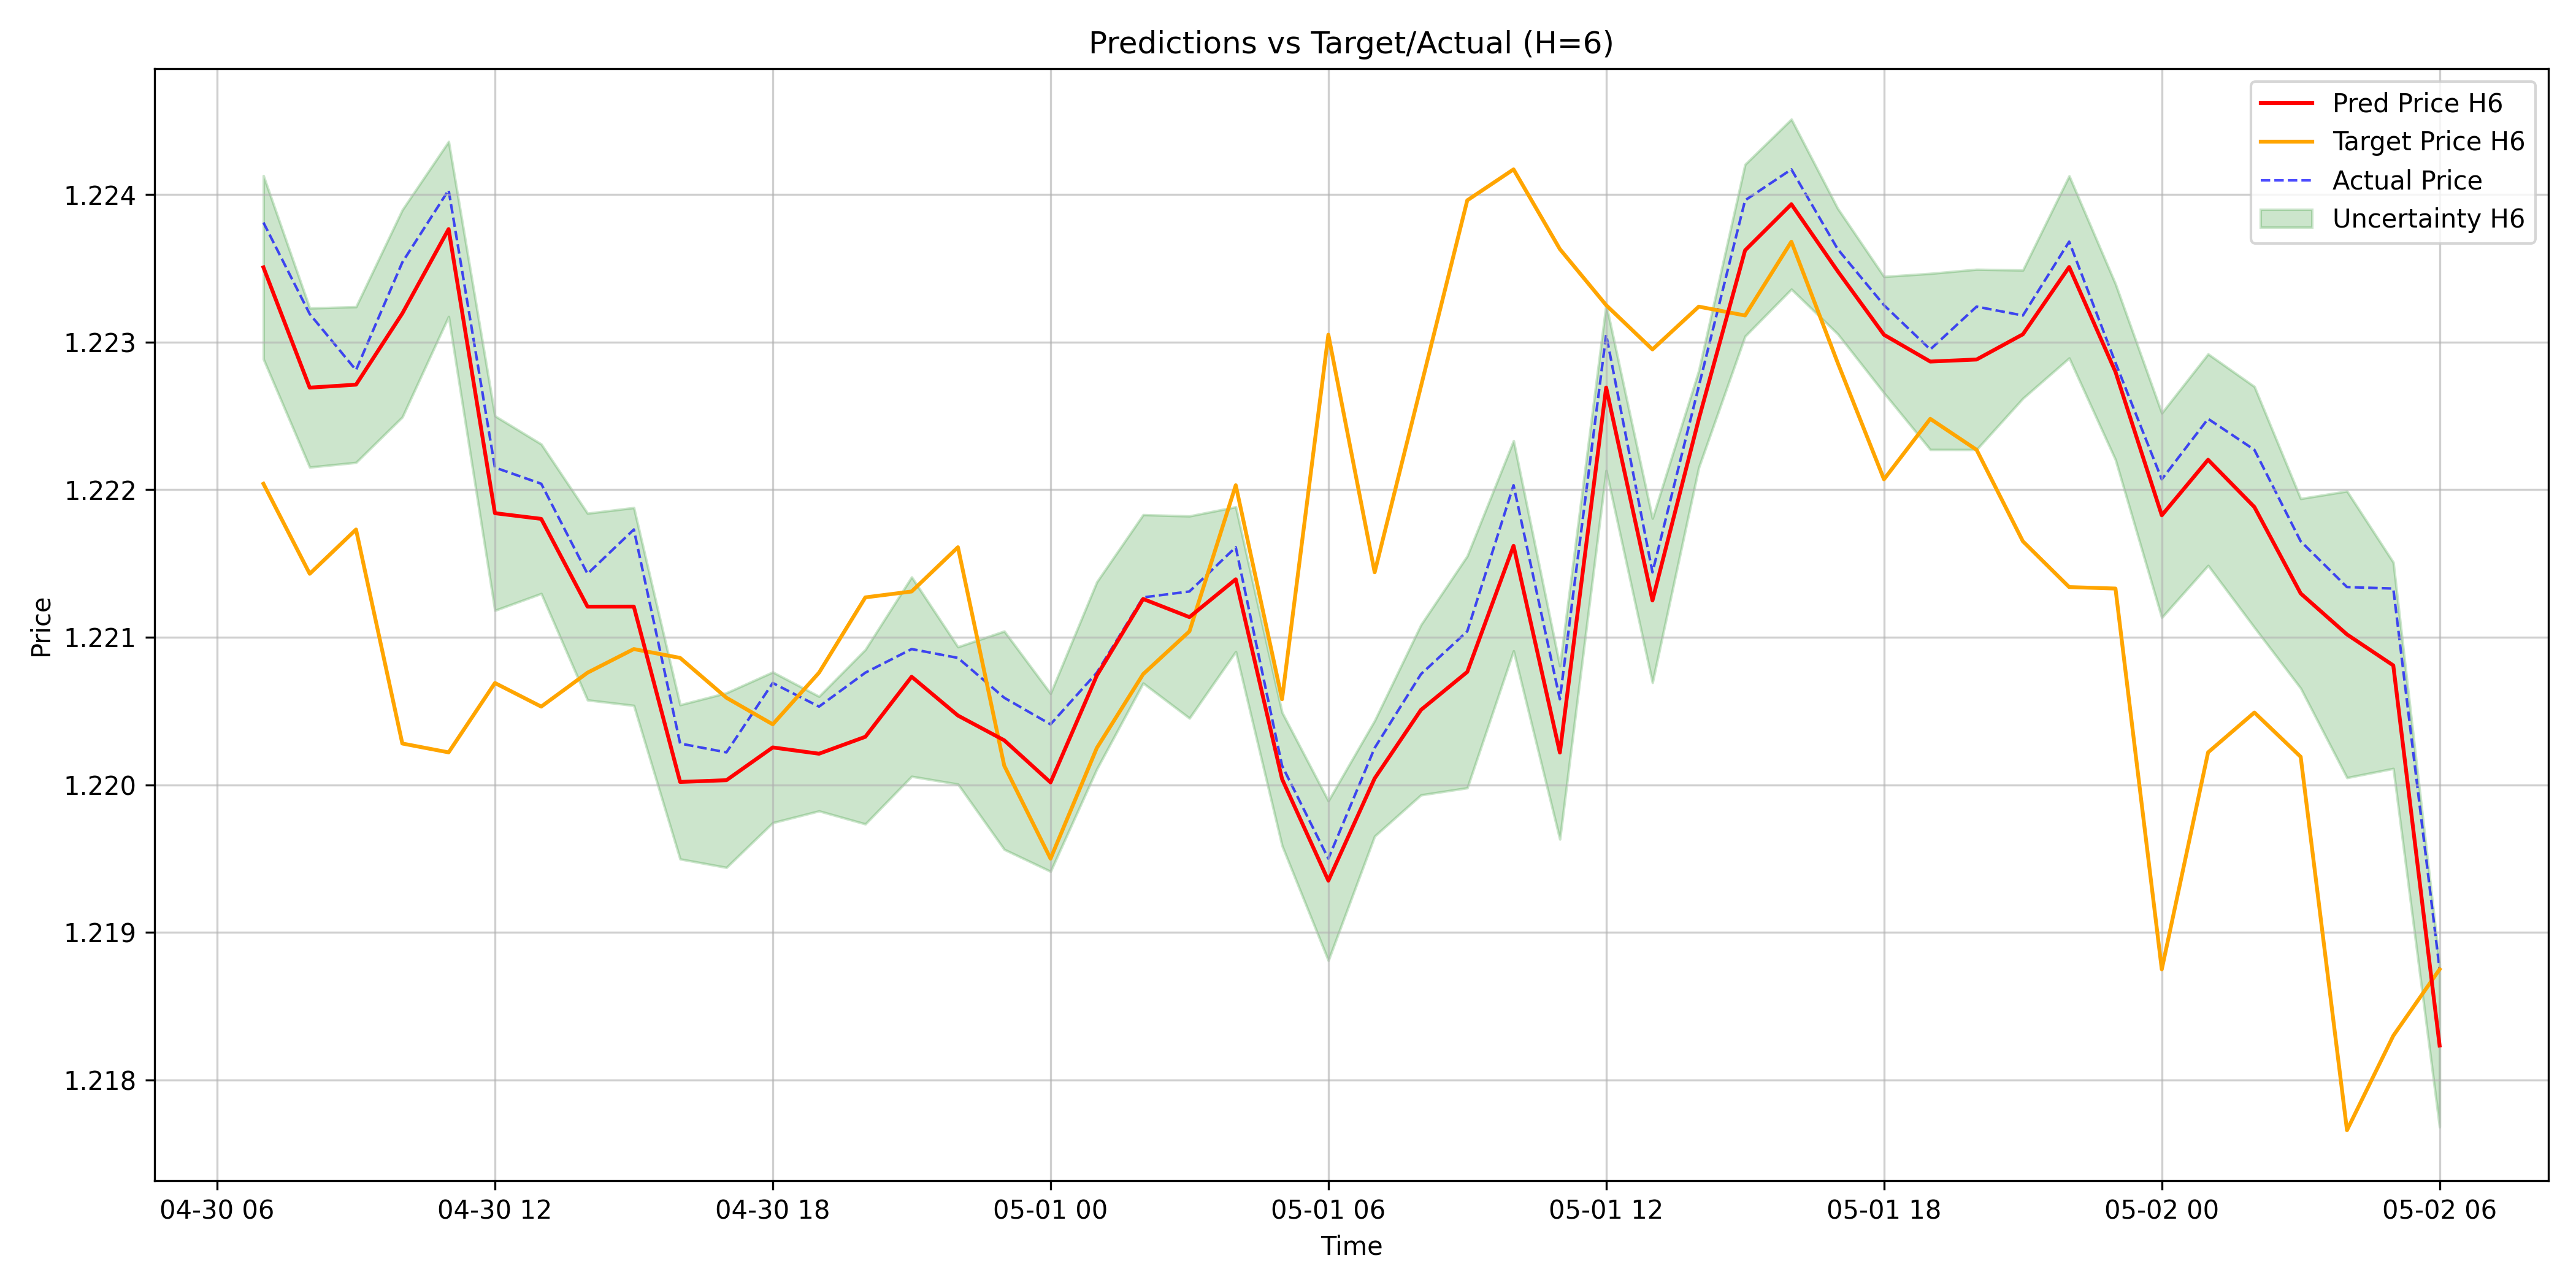 Predictions vs Target/Actual (H=6)
Pred Price H6
Target Price H6
Actual Price
Uncertainty H6
Price
1.224
1.223
1.222
1.221
1.220
1.219
1.218
04-30 06
04-30 12
04-30 18
05-01 00
05-01 06
05-01 12
05-01 18
05-02 00
05-02 06
Time